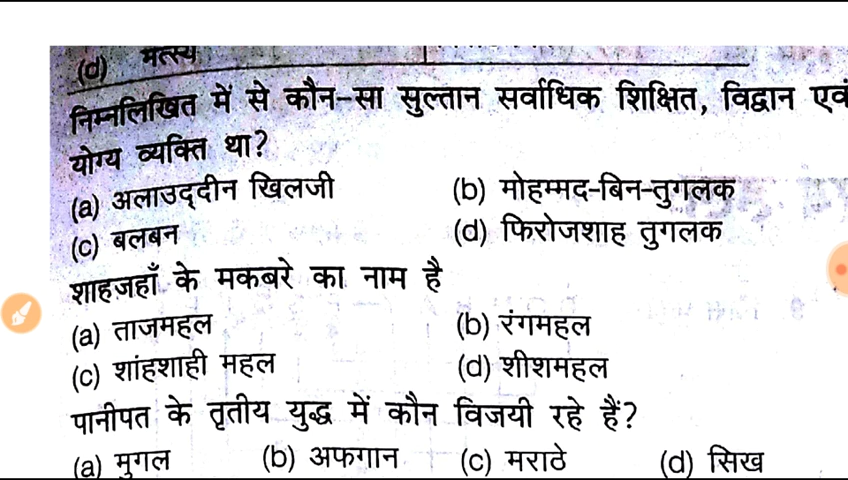 (d) मत्स्य
निम्नलिखित में से कौन-सा सुल्तान सर्वाधिक शिक्षित, विद्वान एवं
योग्य व्यक्ति था?
(a) अलाउद्दीन खिलजी (b) मोहम्मद-बिन-तुगलक
(c) बलबन (d) फिरोजशाह तुगलक
शाहजहाँ के मकबरे का नाम है
(a) ताजमहल (b) रंगमहल
(c) शांहशाही महल (d) शीशमहल
पानीपत के तृतीय युद्ध में कौन विजयी रहे हैं?
(a) मुगल (b) अफगान (c) मराठे (d) सिख